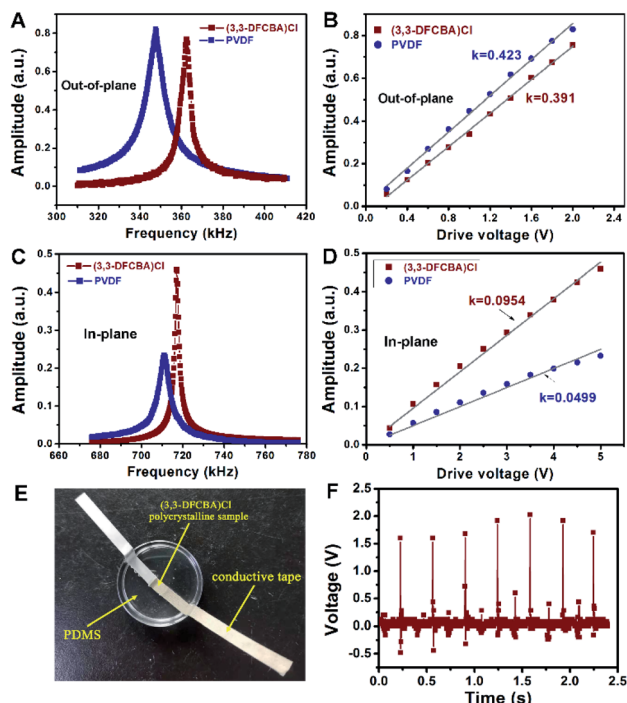 A
(3,3-DFCBA)Cl
PVDF
Out-of-plane
Amplitude (a.u.)
0.8
0.6
0.4
0.2
0.0
310 320 330 340 350 360 370 380 390 400 410 420
Frequency (kHz)
B
(3,3-DFCBA)Cl
PVDF
k=0.423
Out-of-plane
k=0.391
Amplitude (a.u.)
0.8
0.6
0.4
0.2
0.0
0.0 0.4 0.8 1.2 1.6 2.0 2.4
Drive voltage (V)
C
(3,3-DFCBA)Cl
PVDF
In-plane
Amplitude (a.u.)
0.5
0.4
0.3
0.2
0.1
0.0
660 680 700 720 740 760 780
Frequency (kHz)
D
(3,3-DFCBA)Cl
PVDF
k=0.0954
In-plane
k=0.0499
Amplitude (a.u.)
0.5
0.4
0.3
0.2
0.1
0.0
0 1 2 3 4 5
Drive voltage (V)
E
(3,3-DFCBA)Cl
polycrystalline sample
conductive tape
PDMS
F
Voltage (V)
2.5
2.0
1.5
1.0
0.5
0.0
-0.5
0.0 0.5 1.0 1.5 2.0 2.5
Time (s)